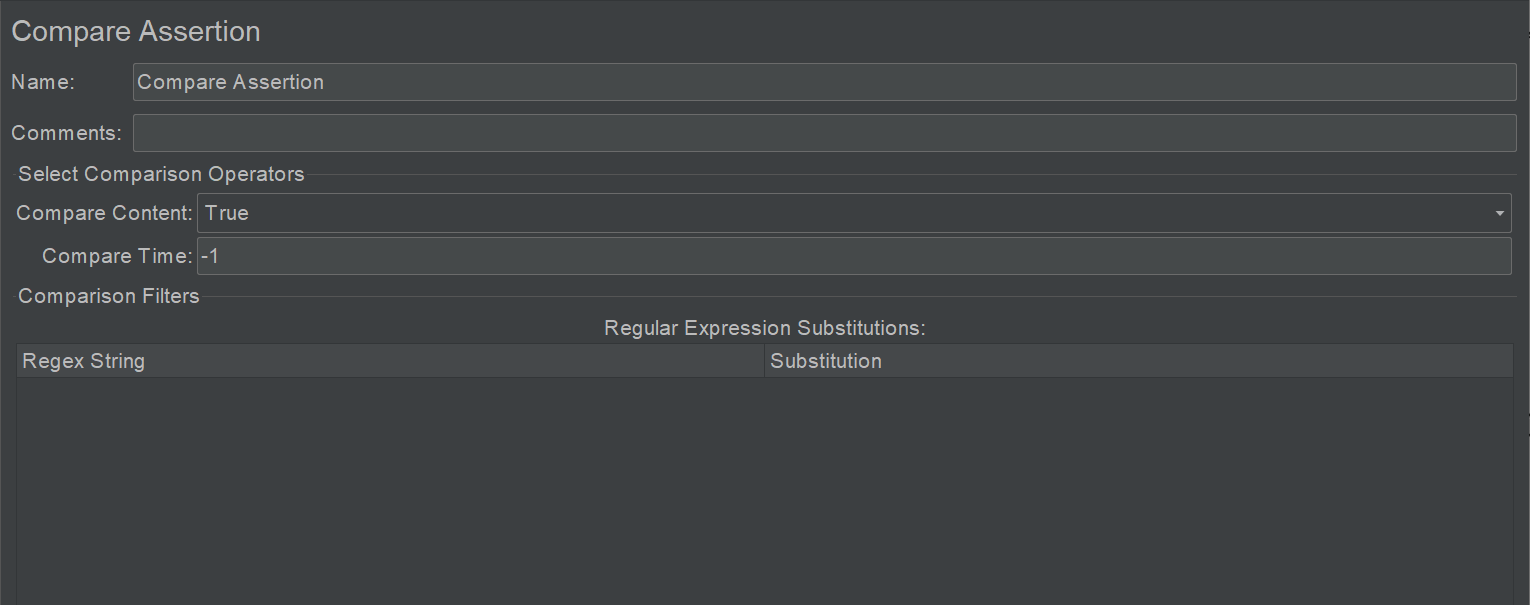 Compare Assertion
Name: Compare Assertion
Comments:
Select Comparison Operators
Compare Content: True
Compare Time: -1
Comparison Filters
Regular Expression Substitutions:
Regex String Substitution